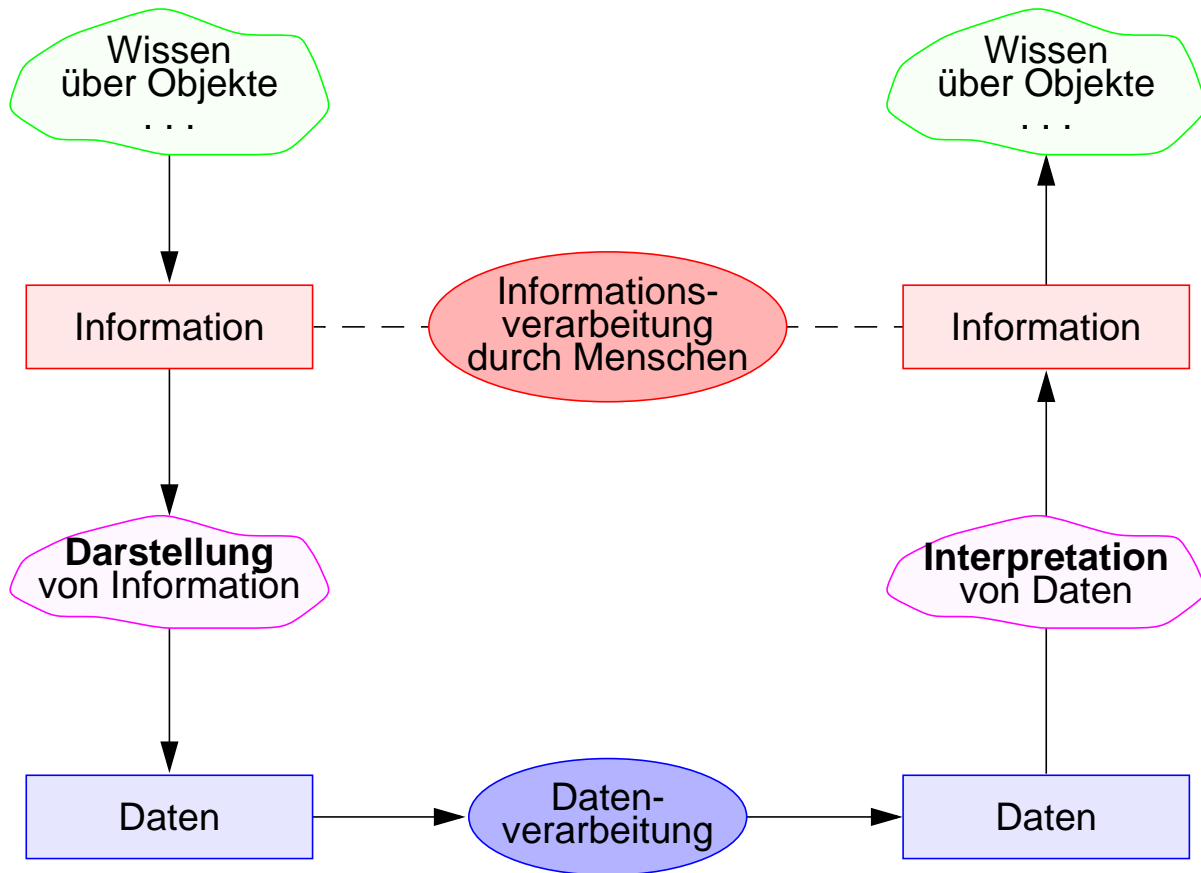 Wissen
über Objekte
. . .
Wissen
über Objekte
. . .
Information
Informations-
verarbeitung
durch Menschen
Information
Darstellung
von Information
Interpretation
von Daten
Daten
Daten-
verarbeitung
Daten